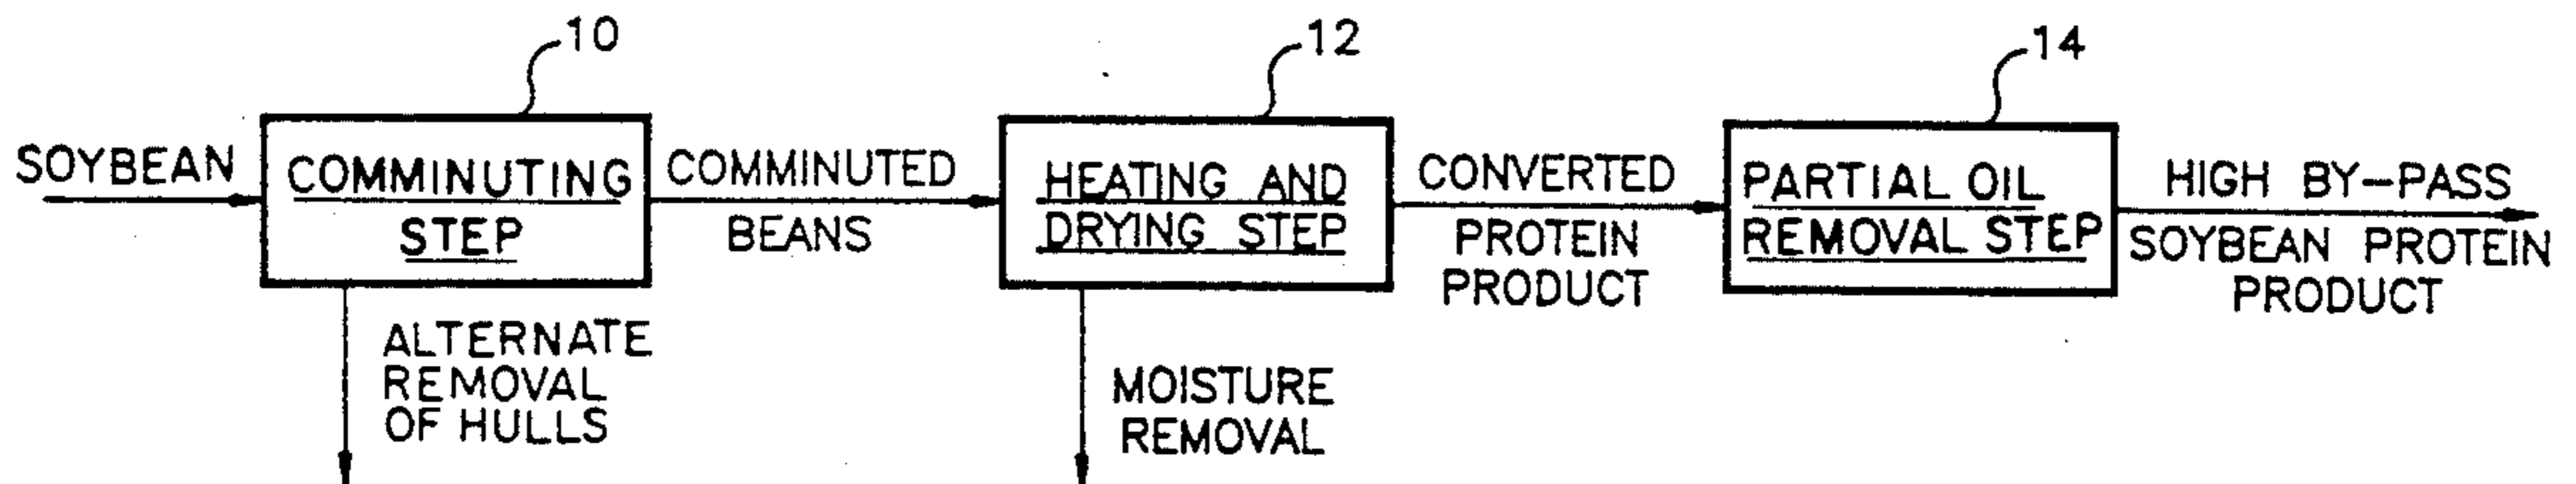 10
12
14
SOYBEAN
COMMINUTING
STEP
COMMINUTED
BEANS
HEATING AND
DRYING STEP
CONVERTED
PROTEIN
PRODUCT
PARTIAL OIL
REMOVAL STEP
HIGH BY-PASS
SOYBEAN PROTEIN
PRODUCT
ALTERNATE
REMOVAL
OF HULLS
MOISTURE
REMOVAL